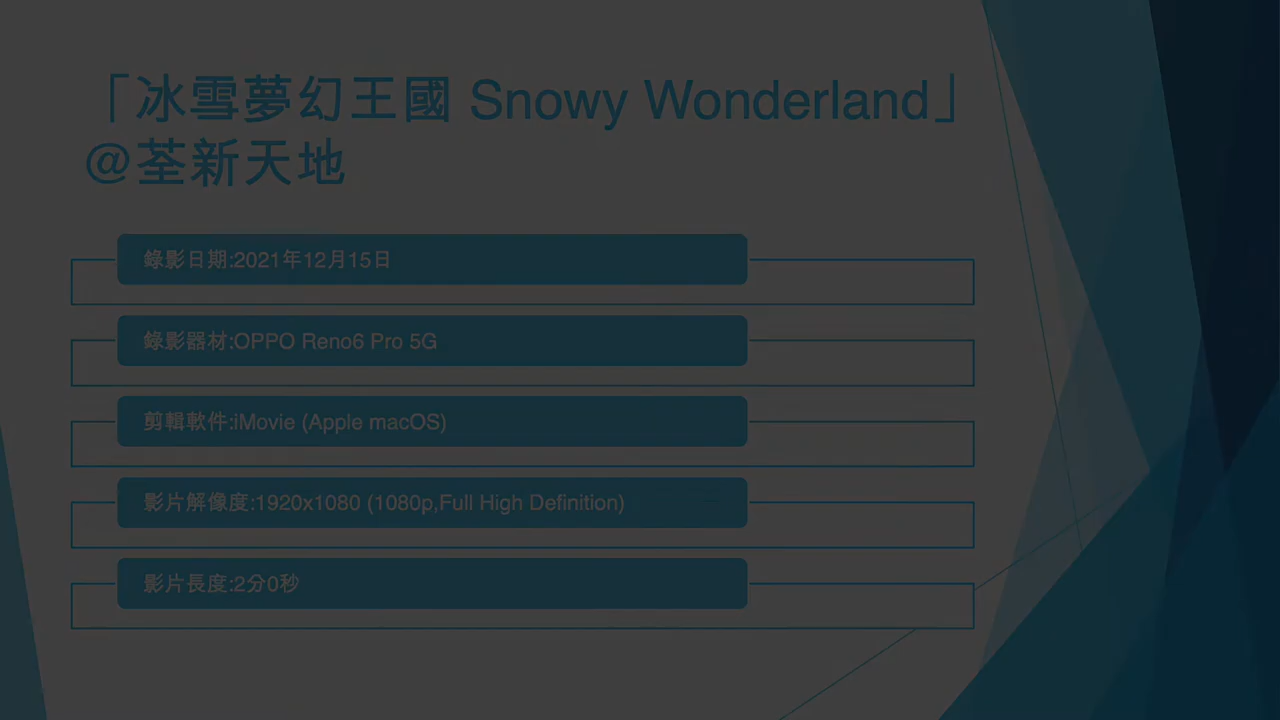 「冰雪夢幻王國 Snowy Wonderland」
@荃新天地
錄影日期:2021年12月15日
錄影器材:OPPO Reno6 Pro 5G
剪輯軟件:iMovie (Apple macOS)
影片解像度:1920x1080 (1080p,Full High Definition)
影片長度:2分0秒